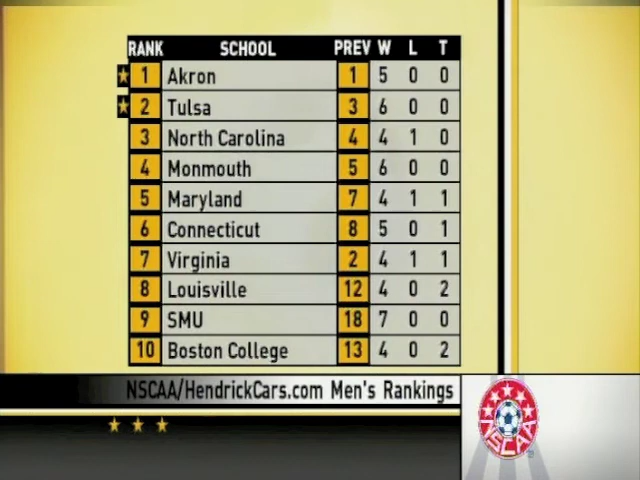 RANK SCHOOL PREV W L T
1 Akron 1 5 0 0
2 Tulsa 3 6 0 0
3 North Carolina 4 4 1 0
4 Monmouth 5 6 0 0
5 Maryland 7 4 1 1
6 Connecticut 8 5 0 1
7 Virginia 2 4 1 1
8 Louisville 12 4 0 2
9 SMU 18 7 0 0
10 Boston College 13 4 0 2
NSCAA/HendrickCars.com Men's Rankings
NSCAA